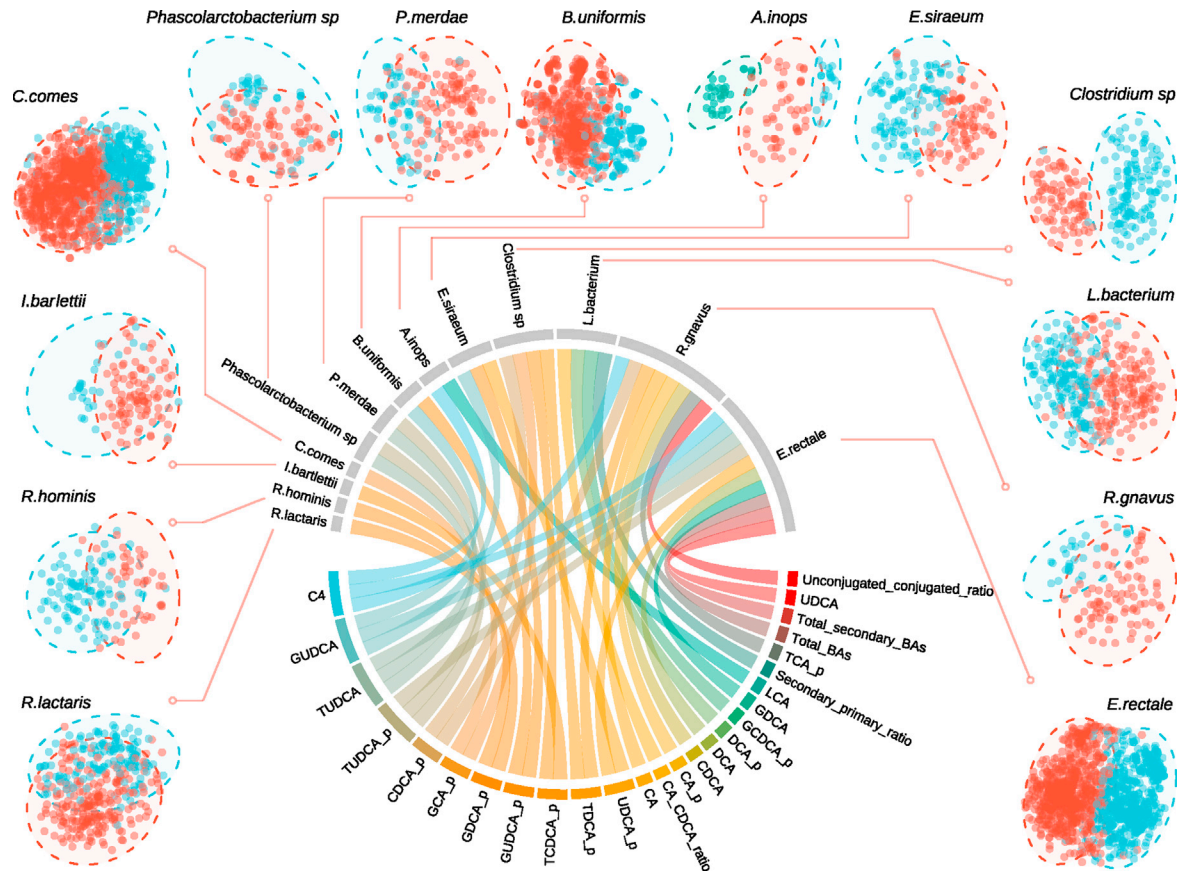 Phascolarctobacterium sp
P.merdae
B.uniformis
A.inops
E.siraeum
C.comes
Clostridium sp
I.barlettii
L.bacterium
R.hominis
R.gnavus
R.lactaris
E.rectale
R.lactaris
R.hominis
I.bartlettii
C.comes
Phascolarctobacterium sp
P.merdae
B.uniformis
A.inops
E.siraeum
Clostridium sp
L.bacterium
R.gnavus
E.rectale
C4
GUDCA
TUDCA
TUDCA_p
CDCA_p
GCA_p
GDCA_p
GUDCA_p
TCDCA_p
TDCA_p
UDCA_p
CA
CA_CDCA_ratio
CA_p
CDCA
DCA
DCA_p
GCDCA_p
GDCA
LCA
Secondary_primary_ratio
TCA_p
Total_BAs
Total_secondary_BAs
UDCA
Unconjugated_conjugated_ratio